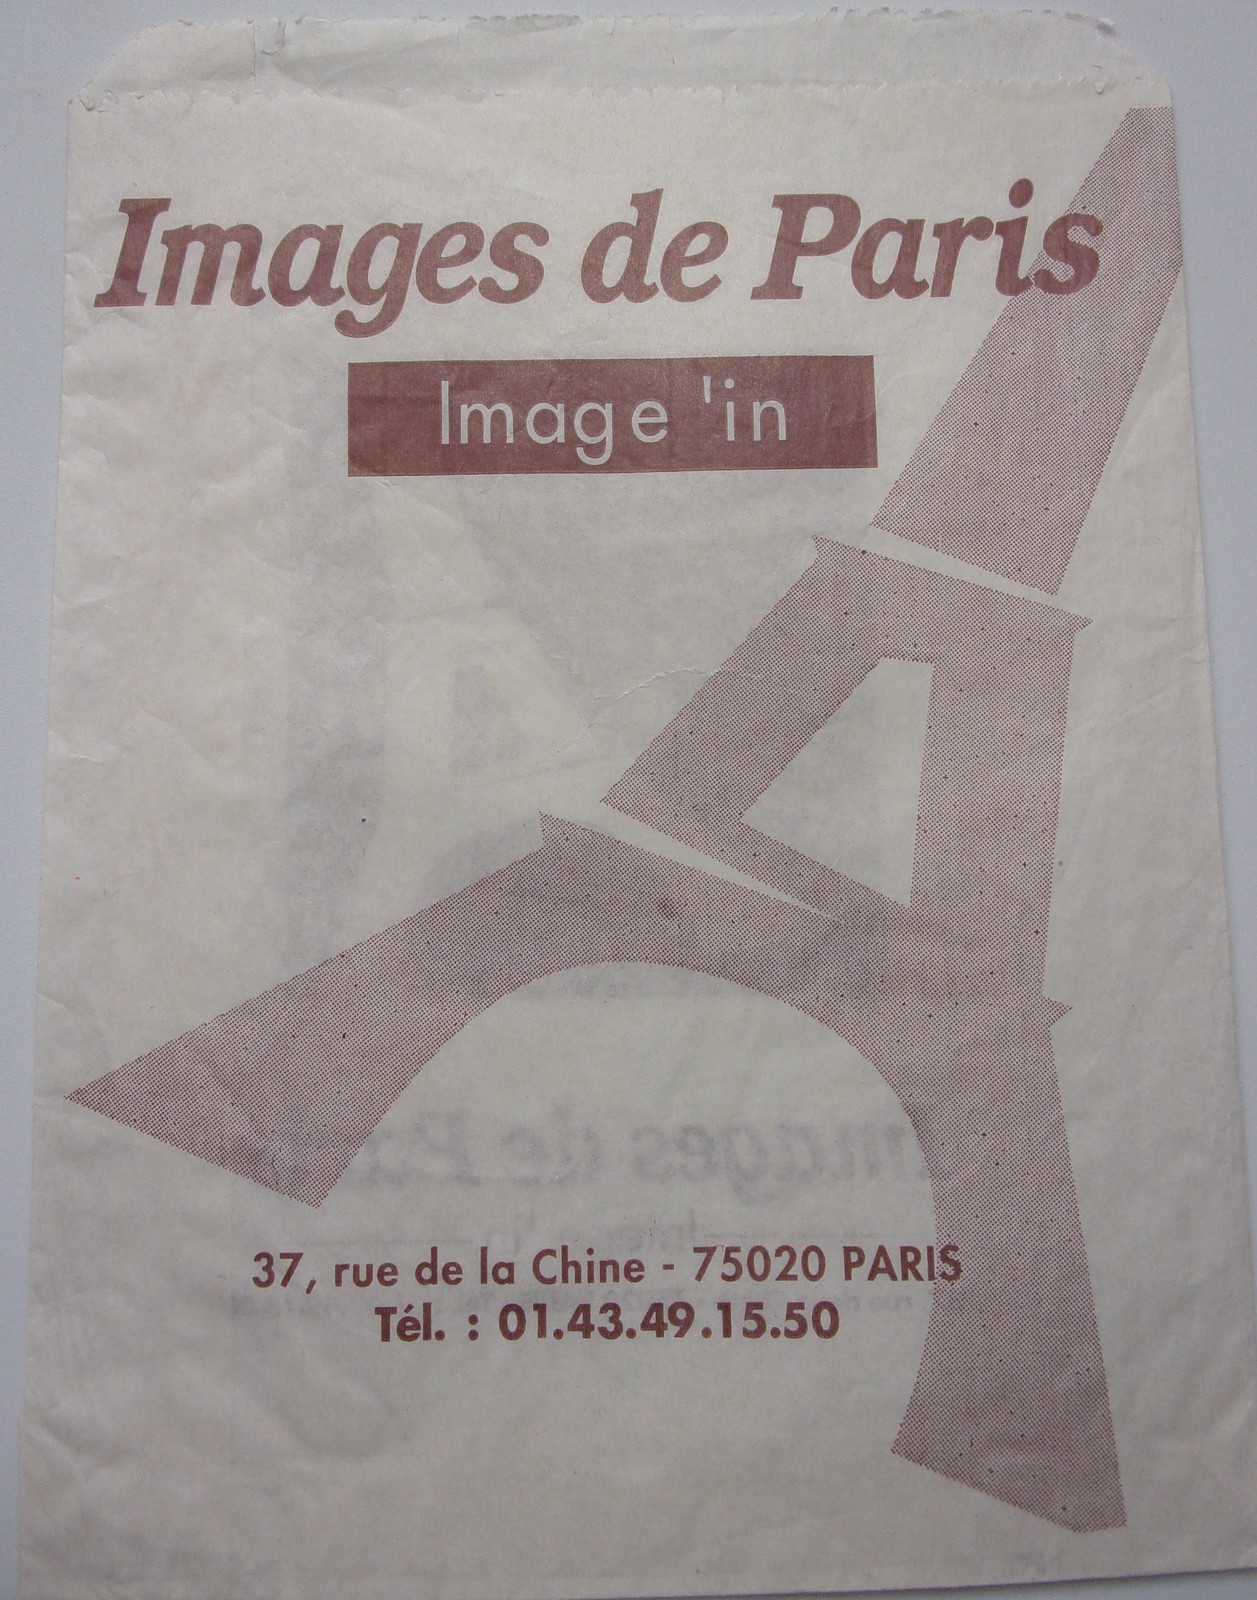 Images de Paris
Image 'in
37, rue de la Chine - 75020 PARIS
Tél. : 01.43.49.15.50